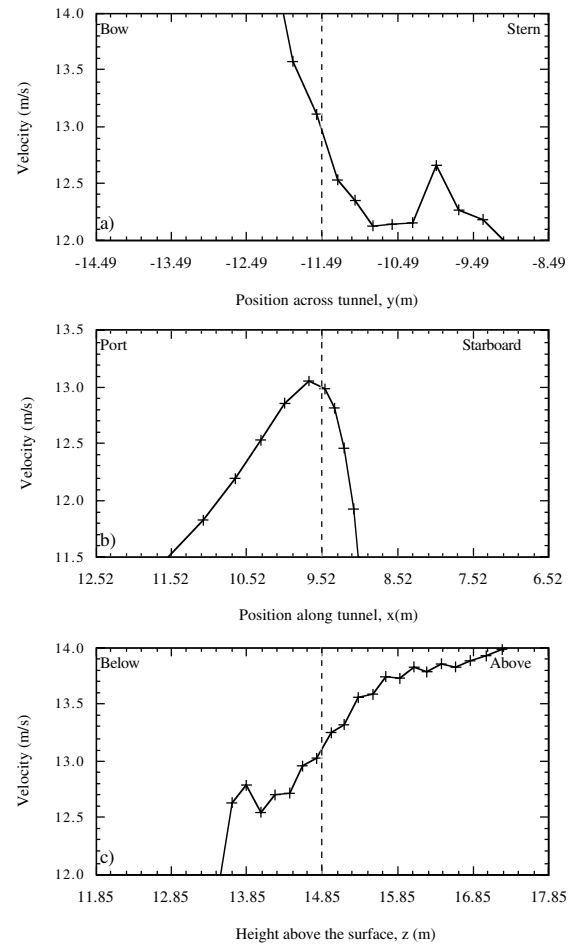 14.0
Bow
Stern
13.5
13.0
12.5
12.0
a)
-14.49 -13.49 -12.49 -11.49 -10.49 -9.49 -8.49
Velocity (m/s)
Position across tunnel, y(m)
13.5
Port
Starboard
13.0
12.5
12.0
11.5
b)
12.52 11.52 10.52 9.52 8.52 7.52 6.52
Velocity (m/s)
Position along tunnel, x(m)
14.0
Below
Above
13.5
13.0
12.5
12.0
c)
11.85 12.85 13.85 14.85 15.85 16.85 17.85
Velocity (m/s)
Height above the surface, z (m)